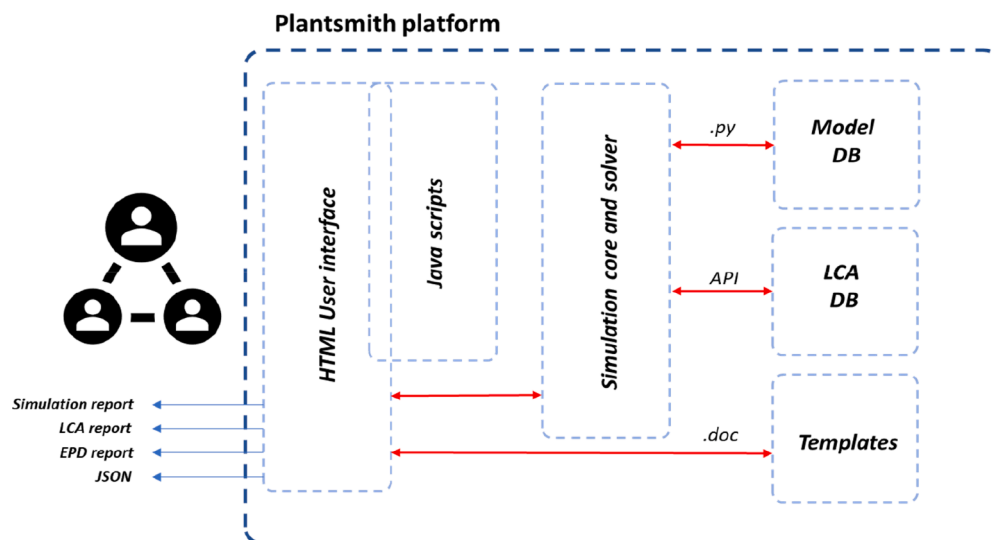 Plantsmith platform
HTML User interface
Java scripts
Simulation core and solver
.py
Model
DB
API
LCA
DB
.doc
Templates
Simulation report
LCA report
EPD report
JSON